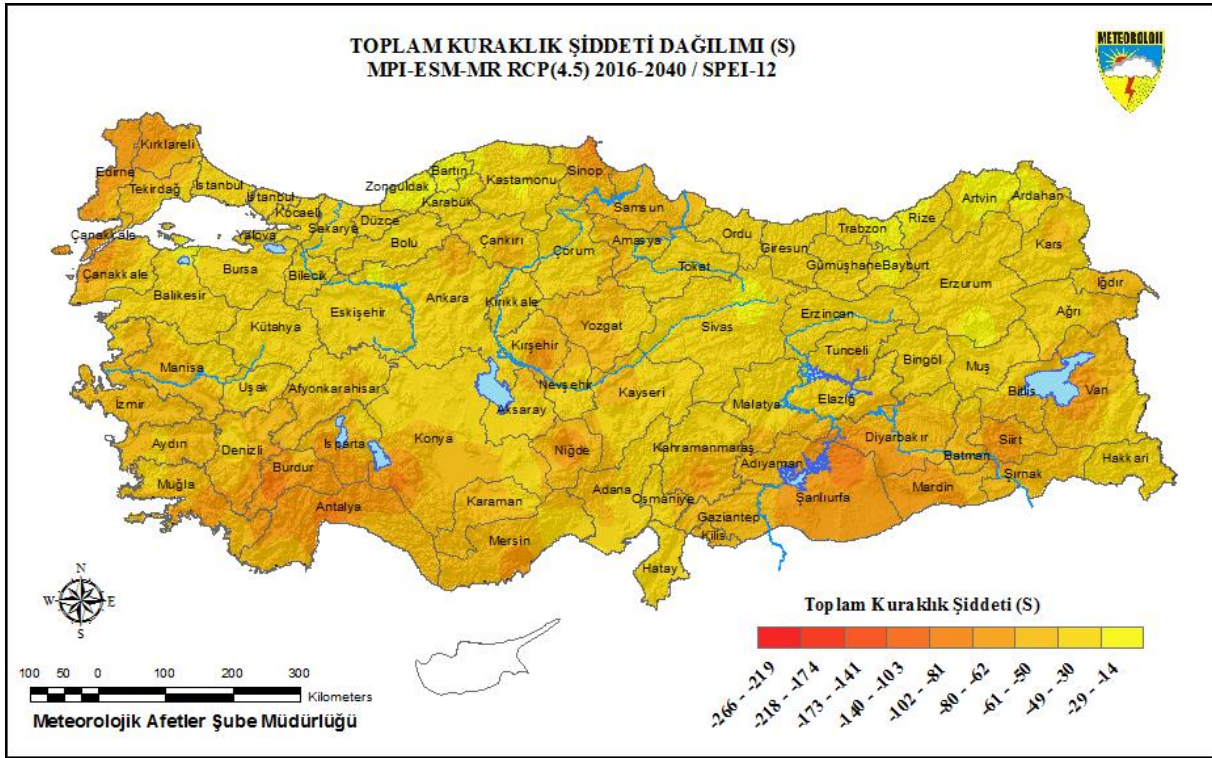 TOPLAM KURAKLIK ŞİDDETİ DAĞILIMI (S)
MPI-ESM-MR RCP(4.5) 2016-2040 / SPEI-12
METEOROLOJI
Kırklareli
Edirne
Tekirdağ
İstanbul
İstanbul
Kocaeli
Yalova
Sakarya
Düzce
Zonguldak
Bartın
Karabük
Kastamonu
Sinop
Samsun
Bolu
Çankırı
Çorum
Amasya
Ordu
Giresun
Trabzon
Rize
Artvin
Ardahan
Kars
Çanakkale
Çanakkale
Balıkesir
Bursa
Bilecik
Eskişehir
Ankara
Kırıkkale
Yozgat
Tokat
Sivas
Gümüşhane
Bayburt
Erzincan
Erzurum
Ağrı
Iğdır
Kütahya
Manisa
Uşak
Afyonkarahisar
Kırşehir
Nevşehir
Aksaray
Kayseri
Malatya
Tunceli
Elazığ
Bingöl
Muş
Bitlis
Van
İzmir
Aydın
Denizli
Isparta
Burdur
Konya
Niğde
Kahramanmaraş
Adıyaman
Diyarbakır
Batman
Siirt
Şırnak
Hakkari
Muğla
Antalya
Karaman
Mersin
Adana
Osmaniye
Gaziantep
Kilis
Şanlıurfa
Mardin
Hatay
N
W E
S
Toplam Kuraklık Şiddeti (S)
-266 - -219
-218 - -174
-173 - -141
-140 - -103
-102 - -81
-80 - -62
-61 - -50
-49 - -30
-29 - -14
100 50 0 100 200 300
Kilometers
Meteorolojik Afetler Şube Müdürlüğü